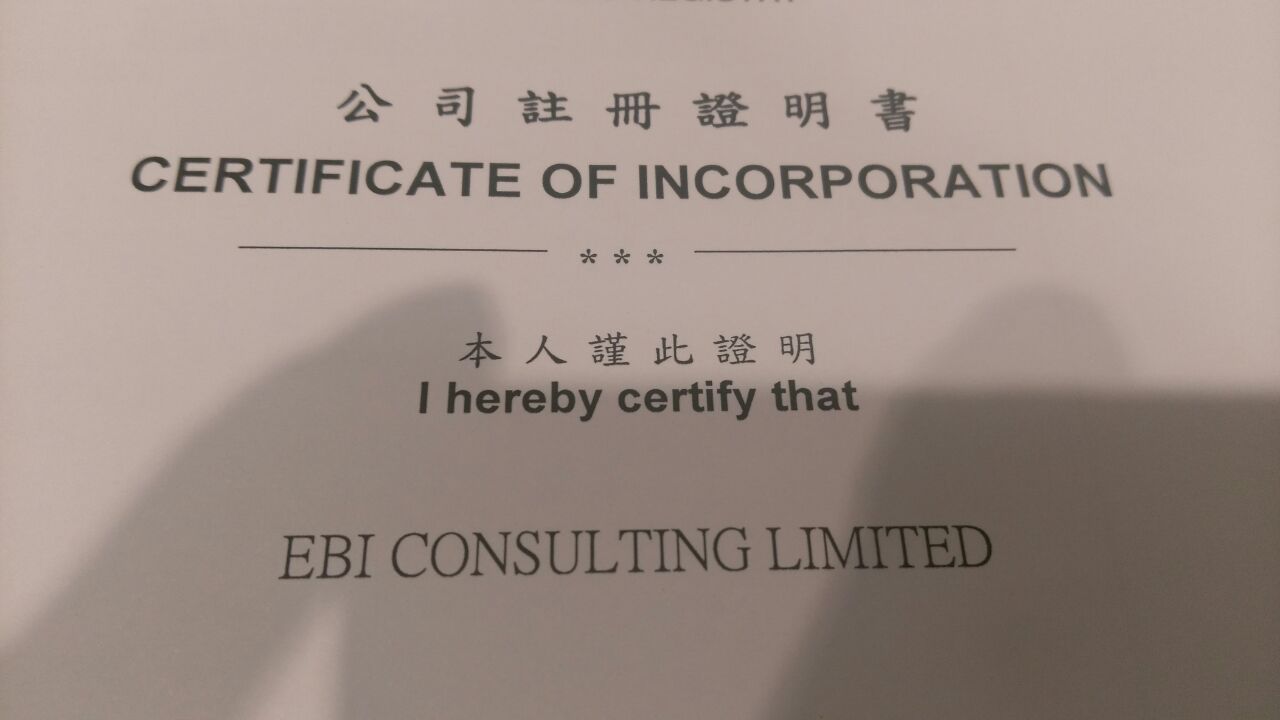 公司註冊證明書
CERTIFICATE OF INCORPORATION
***
本人謹此證明
I hereby certify that
EBI CONSULTING LIMITED